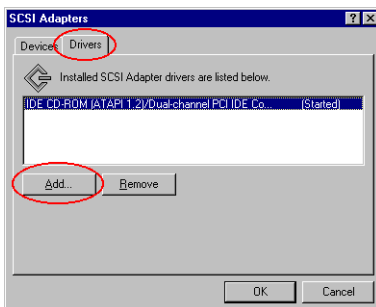 SCSI Adapters
Devices Drivers
Installed SCSI Adapter drivers are listed below.
IDE CD-ROM (ATAPI 1.2)/Dual-channel PCI IDE Co... (Started)
Add... Remove
OK Cancel